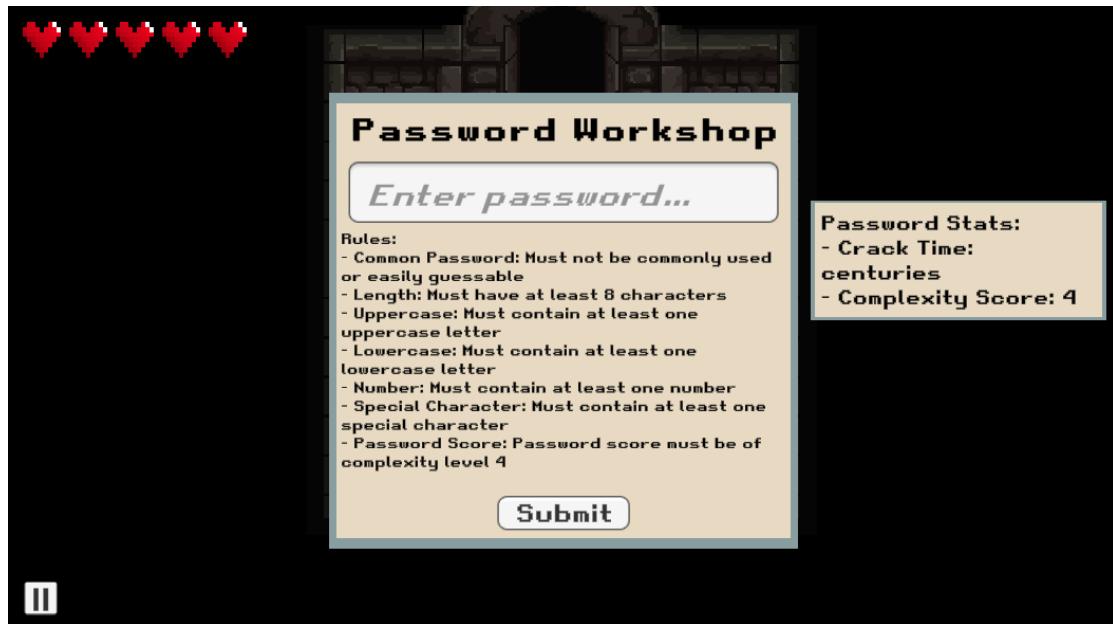 Password Workshop
Enter password...
Rules:
- Common Password: Must not be commonly used
or easily guessable
- Length: Must have at least 8 characters
- Uppercase: Must contain at least one
uppercase letter
- Lowercase: Must contain at least one
lowercase letter
- Number: Must contain at least one number
- Special Character: Must contain at least one
special character
- Password Score: Password score must be of
complexity level 4
Submit
Password Stats:
- Crack Time:
centuries
- Complexity Score: 4